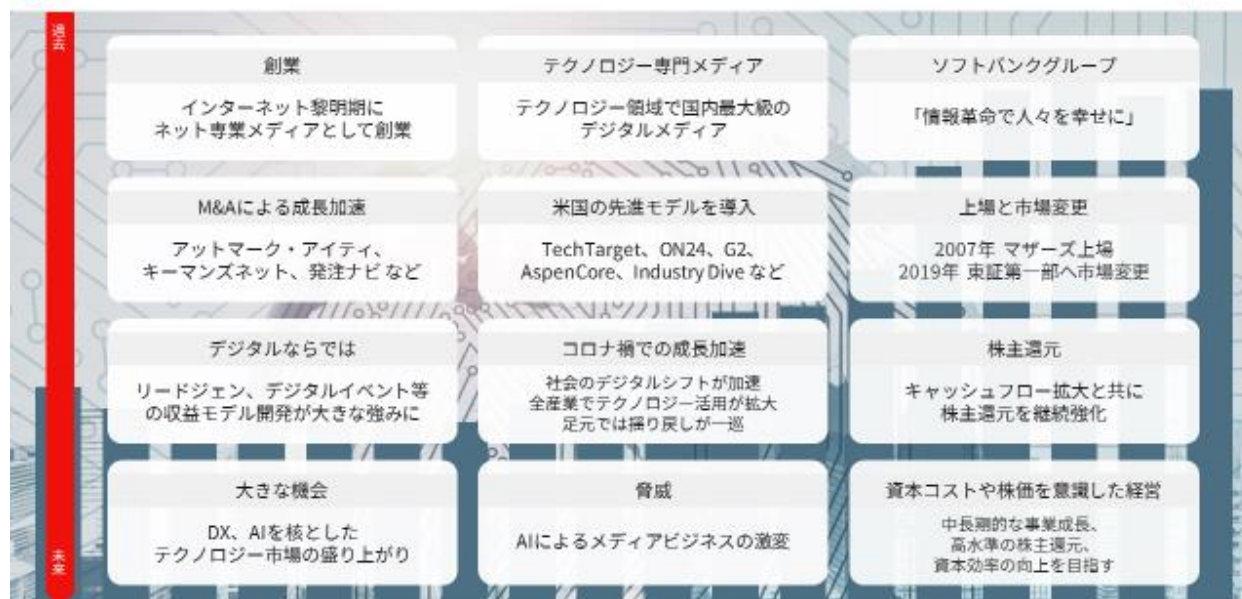 過去
創業
インターネット黎明期に
ネット専業メディアとして創業
テクノロジー専門メディア
テクノロジー領域で国内最大級の
デジタルメディア
ソフトバンクグループ
「情報革命で人々を幸せに」
M&Aによる成長加速
アットマーク・アイティ、
キーマンズネット、発注ナビ など
米国の先進モデルを導入
TechTarget、ON24、G2、
AspenCore、Industry Dive など
上場と市場変更
2007年 マザーズ上場
2019年 東証第一部へ市場変更
デジタルならでは
リードジェン、デジタルイベント等
の収益モデル開発が大きな強みに
コロナ禍での成長加速
社会のデジタルシフトが加速
全産業でテクノロジー活用が拡大
足元では揺り戻しが一巡
株主還元
キャッシュフロー拡大と共に
株主還元を継続強化
大きな機会
DX、AIを核とした
テクノロジー市場の盛り上がり
脅威
AIによるメディアビジネスの激変
資本コストや株価を意識した経営
中長期的な事業成長、
高水準の株主還元、
資本効率の向上を目指す
未来